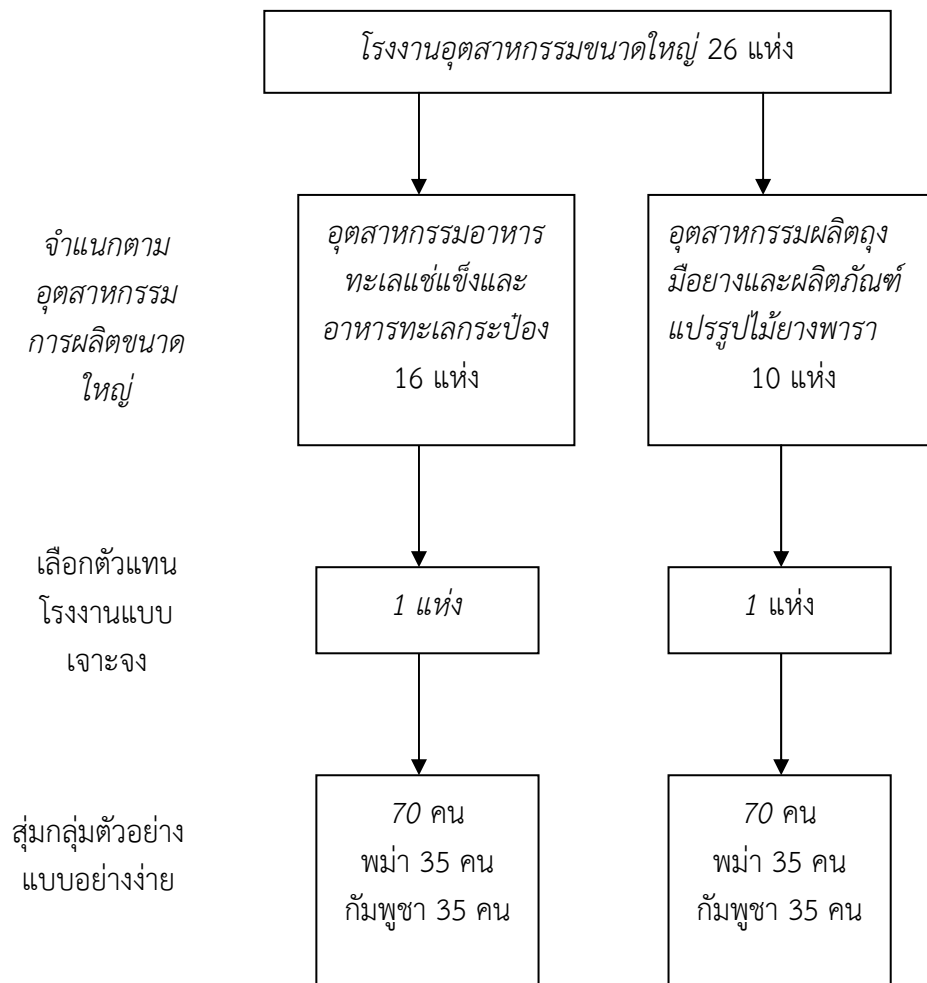 โรงงานอุตสาหกรรมขนาดใหญ่ 26 แห่ง
จำแนกตาม
อุตสาหกรรม
การผลิตขนาด
ใหญ่
อุตสาหกรรมอาหาร
ทะเลแช่แข็งและ
อาหารทะเลกระป๋อง
16 แห่ง
อุตสาหกรรมผลิตถุง
มือยางและผลิตภัณฑ์
แปรรูปไม้ยางพารา
10 แห่ง
เลือกตัวแทน
โรงงานแบบ
เจาะจง
1 แห่ง
1 แห่ง
สุ่มกลุ่มตัวอย่าง
แบบอย่างง่าย
70 คน
พม่า 35 คน
กัมพูชา 35 คน
70 คน
พม่า 35 คน
กัมพูชา 35 คน